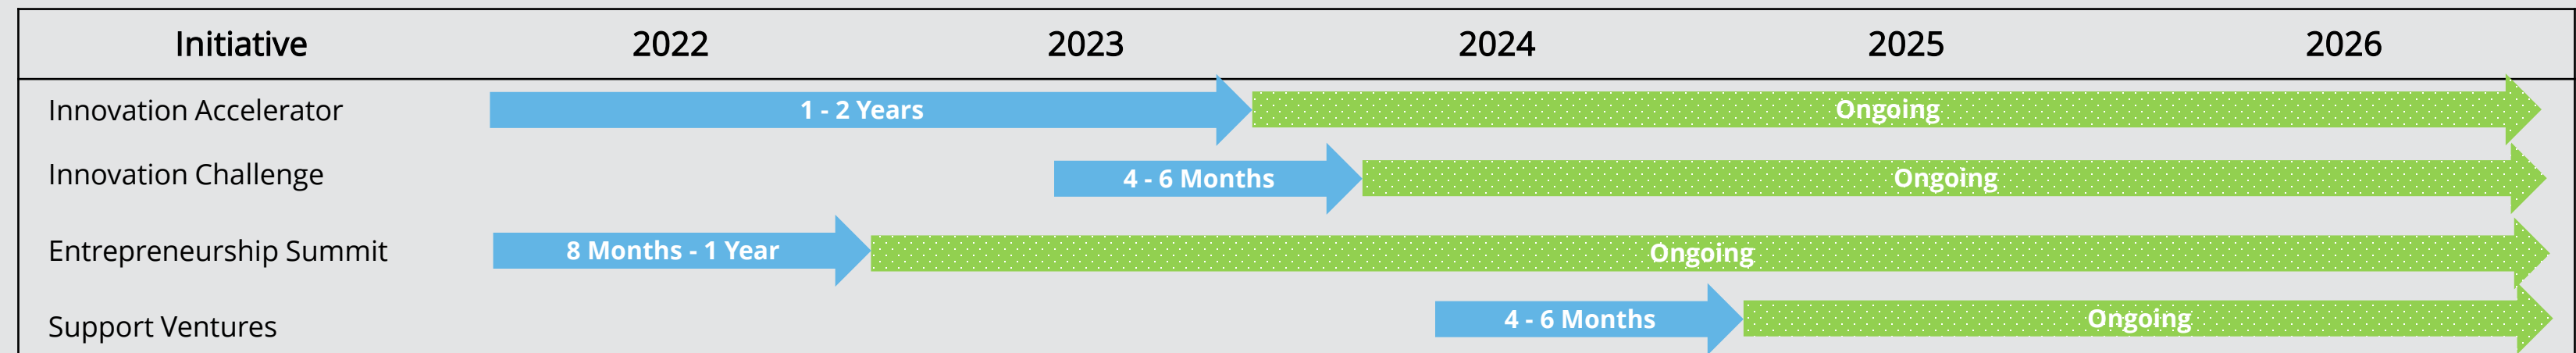 Initiative 2022 2023 2024 2025 2026
Innovation Accelerator 1 - 2 Years Ongoing
Innovation Challenge 4 - 6 Months Ongoing
Entrepreneurship Summit 8 Months - 1 Year Ongoing
Support Ventures 4 - 6 Months Ongoing